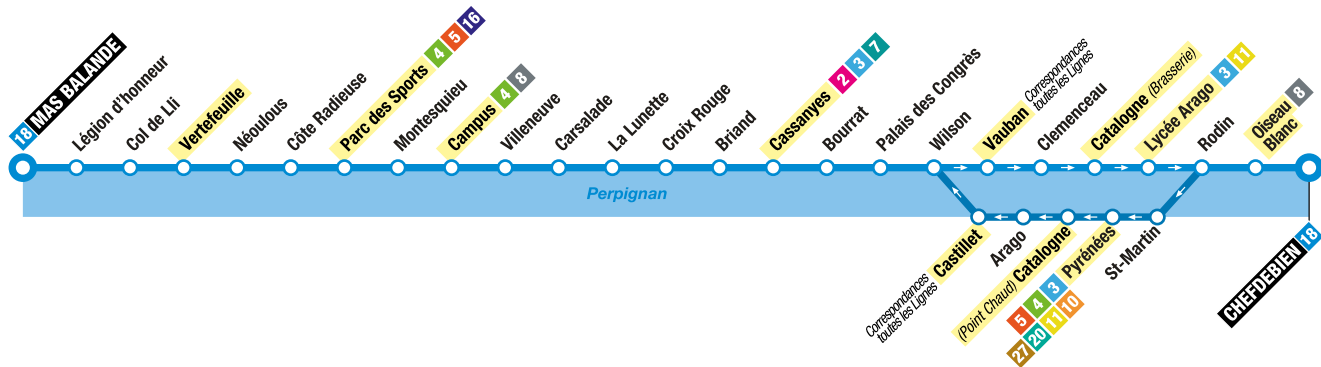 18 MAS BALANDE
Légion d'honneur
Col de Lli
Vertefeuille
Néoulous
Côte Radieuse
Parc des Sports 4 5 16
Montesquieu
Campus 4 8
Villeneuve
Carsalade
La Lunette
Croix Rouge
Briand
Cassanyes 2 3 7
Bourrat
Palais des Congrès
Wilson
Vauban Correspondances
toutes les Lignes
Clemenceau
Catalogne (Brasserie)
Lycée Arago 3 11
Rodin
Oiseau 8
Blanc
Perpignan
Correspondances
toutes les Lignes Castillet
Arago
(Point Chaud) Catalogne
Pyrénées
5 4 3
27 20 11 10
St-Martin
CHEFDEBIEN 18